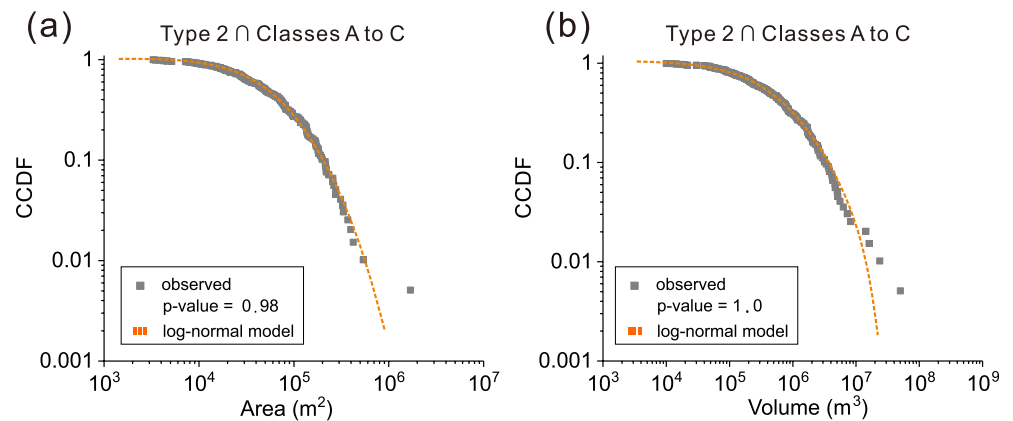 (a)
Type 2 ∩ Classes A to C
CCDF
1
0.1
0.01
0.001
observed
p-value = 0.98
log-normal model
10³
10⁴
10⁵
10⁶
10⁷
Area (m²)
(b)
Type 2 ∩ Classes A to C
CCDF
1
0.1
0.01
0.001
observed
p-value = 1.0
log-normal model
10³
10⁴
10⁵
10⁶
10⁷
10⁸
10⁹
Volume (m³)